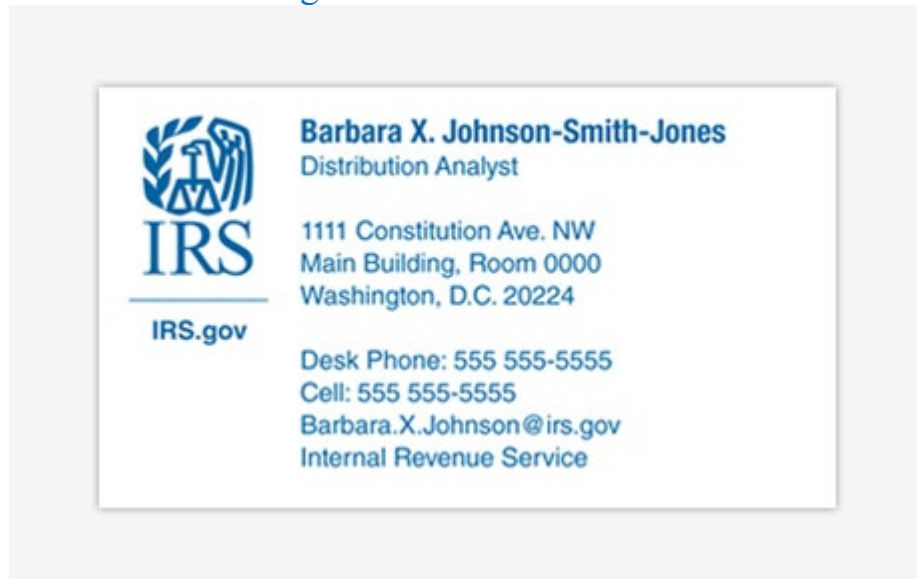 IRS
IRS.gov
Barbara X. Johnson-Smith-Jones
Distribution Analyst
1111 Constitution Ave. NW
Main Building, Room 0000
Washington, D.C. 20224
Desk Phone: 555 555-5555
Cell: 555 555-5555
Barbara.X.Johnson@irs.gov
Internal Revenue Service